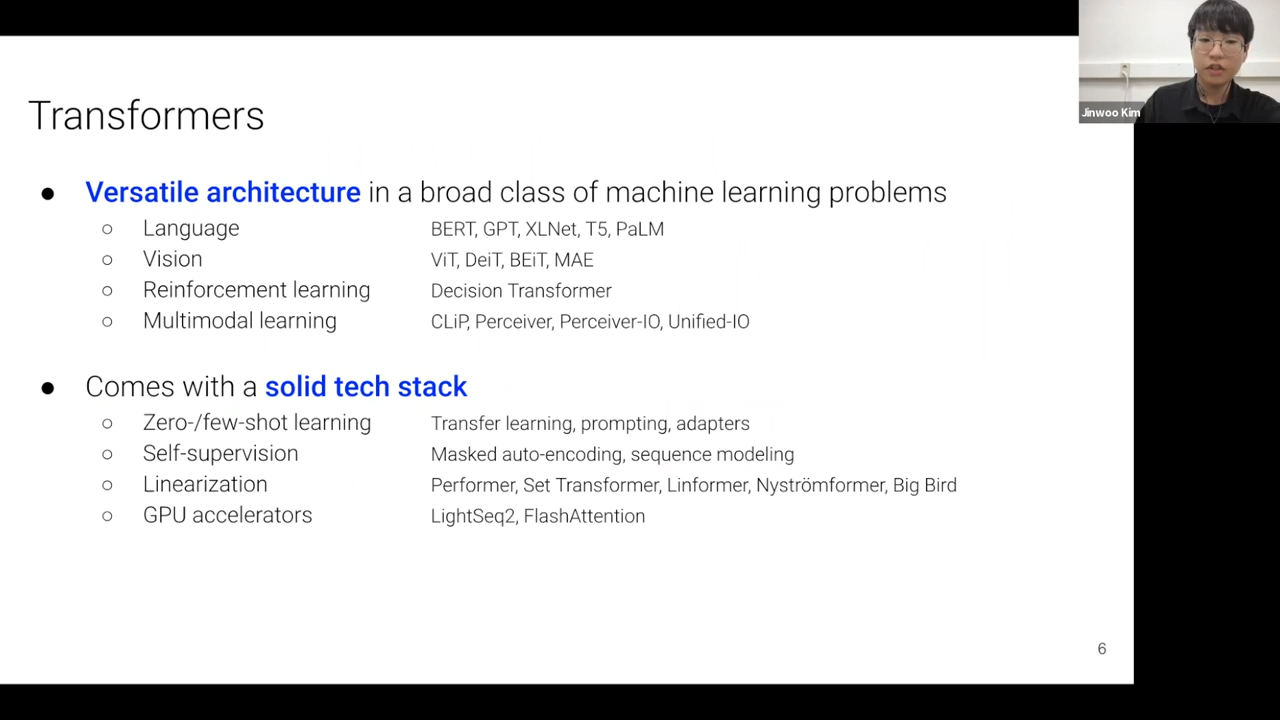 Jinwoo Kim
Transformers
● Versatile architecture in a broad class of machine learning problems
○ Language BERT, GPT, XLNet, T5, PaLM
○ Vision ViT, DeiT, BEiT, MAE
○ Reinforcement learning Decision Transformer
○ Multimodal learning CLiP, Perceiver, Perceiver-IO, Unified-IO
● Comes with a solid tech stack
○ Zero-/few-shot learning Transfer learning, prompting, adapters
○ Self-supervision Masked auto-encoding, sequence modeling
○ Linearization Performer, Set Transformer, Linformer, Nyströmformer, Big Bird
○ GPU accelerators LightSeq2, FlashAttention
6